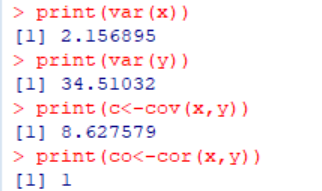 > print(var(x))
[1] 2.156895
> print(var(y))
[1] 34.51032
> print(c<-cov(x,y))
[1] 8.627579
> print(co<-cor(x,y))
[1] 1